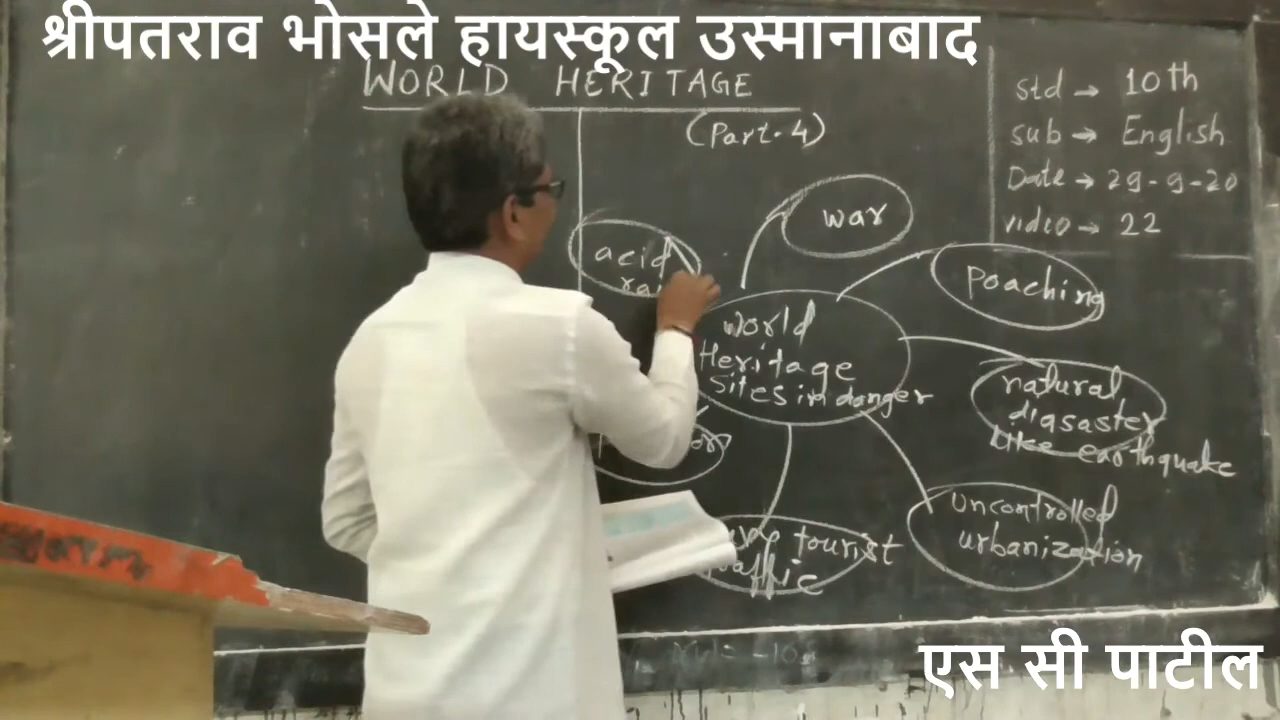 श्रीपतराव भोसले हायस्कूल उस्मानाबाद
WORLD HERITAGE
(Part-4)
std → 10th
sub → English
Date → 29-9-20
video → 22
acid
war
poaching
World
Heritage
Sites in danger
natural
diasaster
like earthquake
uncontrolled
urbanization
tourist
एस सी पाटील